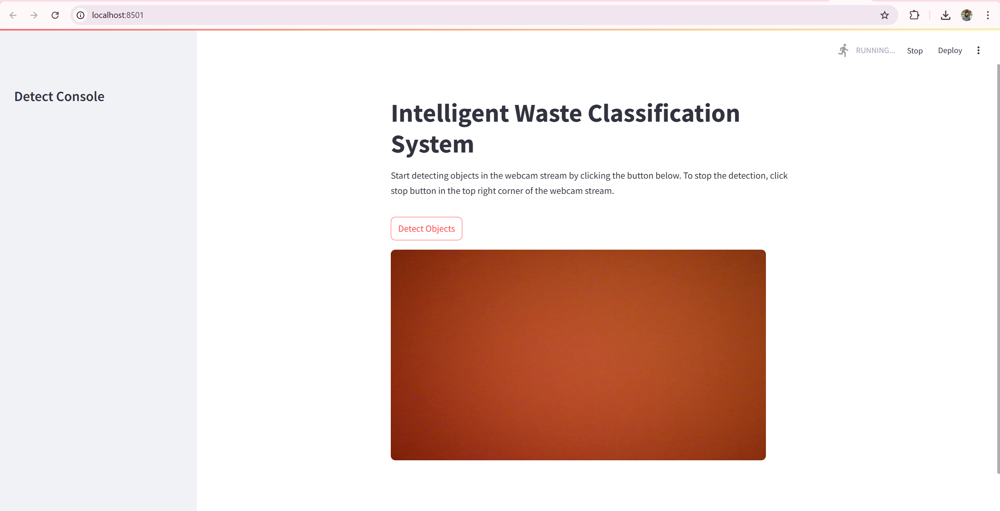 localhost:8501
RUNNING...
Stop
Deploy
Detect Console
Intelligent Waste Classification
System
Start detecting objects in the webcam stream by clicking the button below. To stop the detection, click
stop button in the top right corner of the webcam stream.
Detect Objects